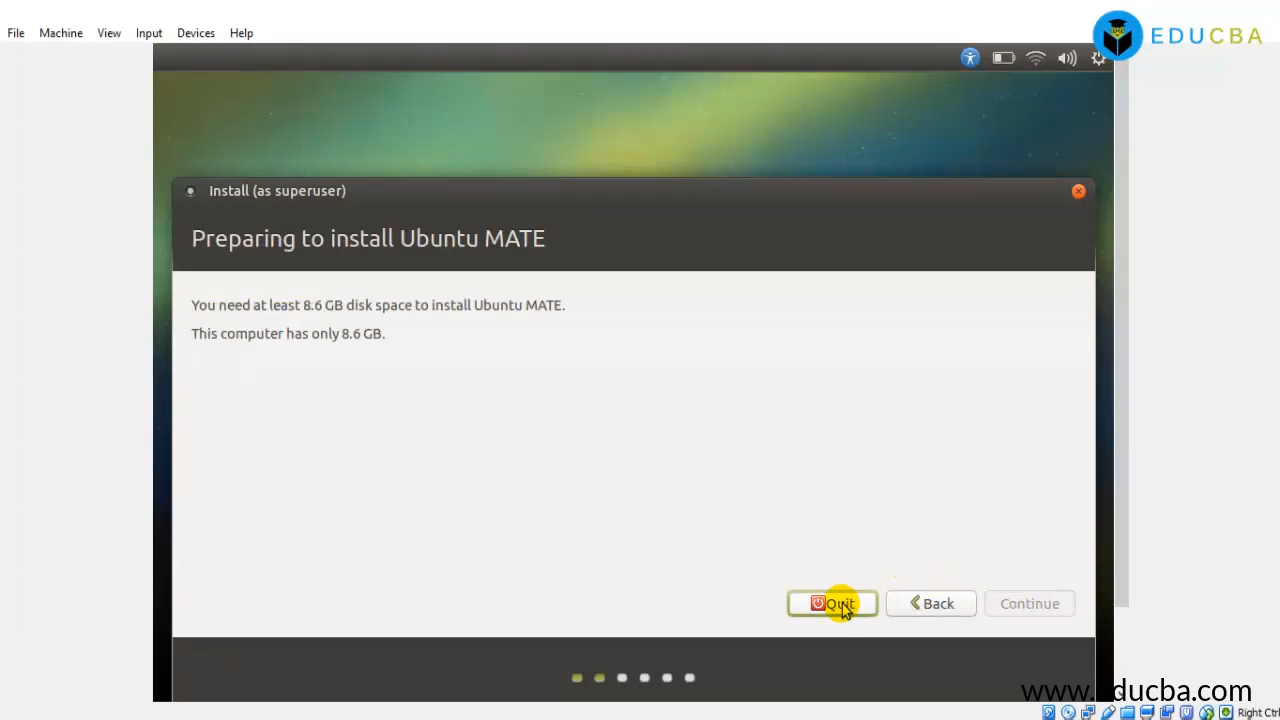 File Machine View Input Devices Help
EDUCBA
Install (as superuser)
Preparing to install Ubuntu MATE
You need at least 8.6 GB disk space to install Ubuntu MATE.
This computer has only 8.6 GB.
Quit Back Continue
www.educba.com
Right Ctrl